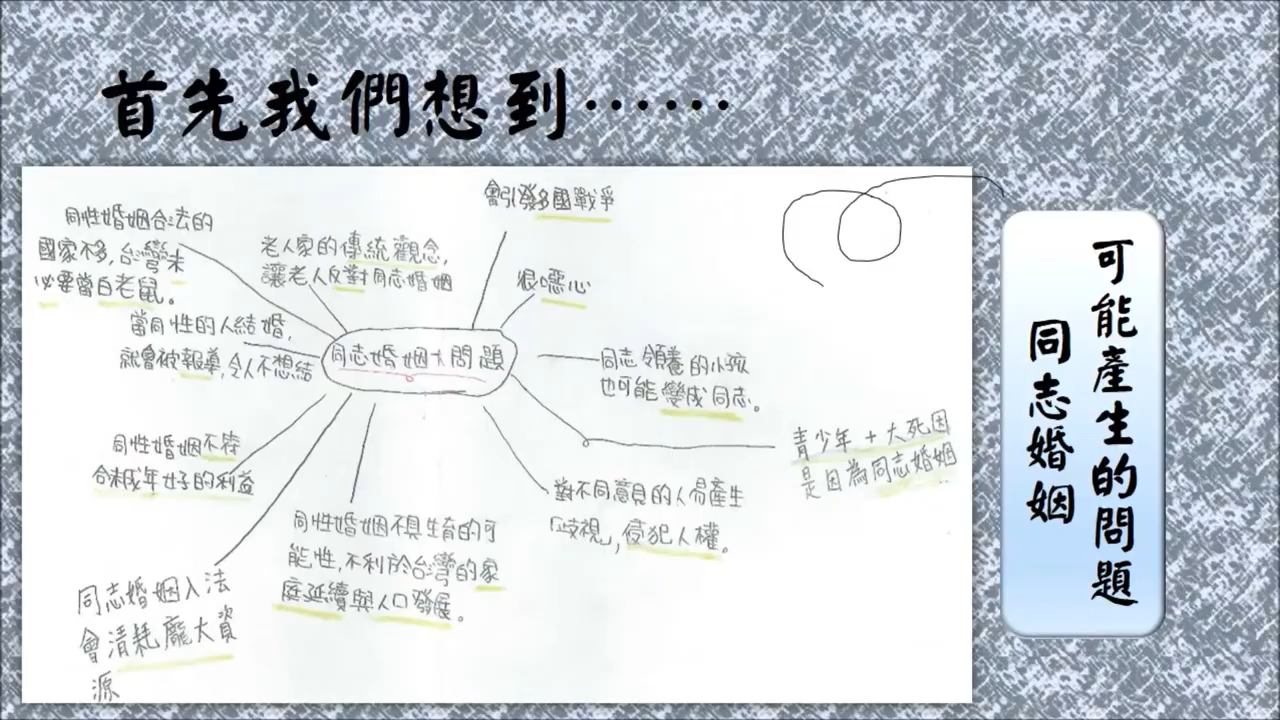 首先我們想到……
同性婚姻合法的
國家不多,台灣未
必要當白老鼠。
老人家的傳統觀念,
讓老人反對同志婚姻
會引發多國戰爭
很噁心
當同性的人結婚,
就會被報導,令人不想結
同志婚姻大問題
同志領養的小孩
也可能變成同志。
青少年十大死因
是因為同志婚姻
同性婚姻不符
合未成年子女的利益
對不同意見的人易產生
「歧視」,侵犯人權。
同性婚姻不具生育的可
能性,不利於台灣的家
庭延續與人口發展。
同志婚姻入法
會消耗龐大資
源
可能產生的問題
同志婚姻